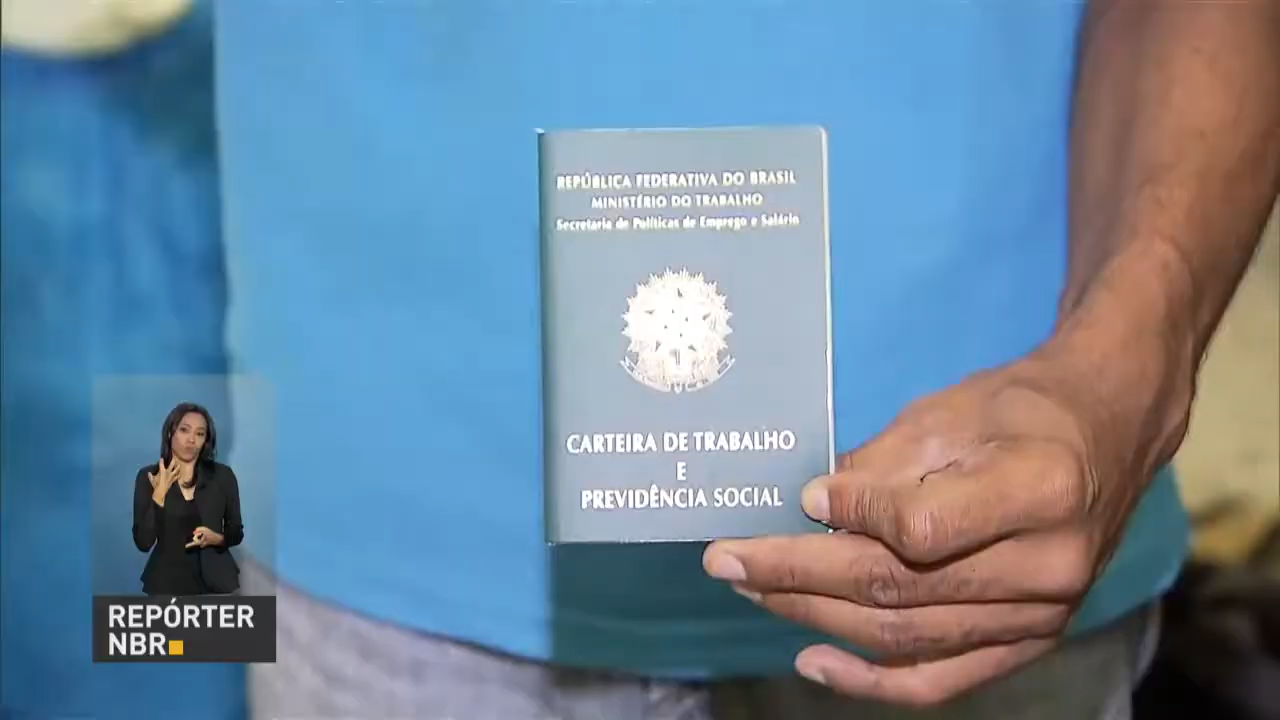 REPÚBLICA FEDERATIVA DO BRASIL
MINISTÉRIO DO TRABALHO
Secretaria de Políticas de Emprego e Salário
CARTEIRA DE TRABALHO
E
PREVIDÊNCIA SOCIAL
REPÓRTER
NBR